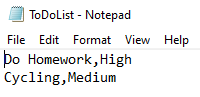 ToDoList - Notepad
File Edit Format View Help
Do Homework,High
Cycling,Medium